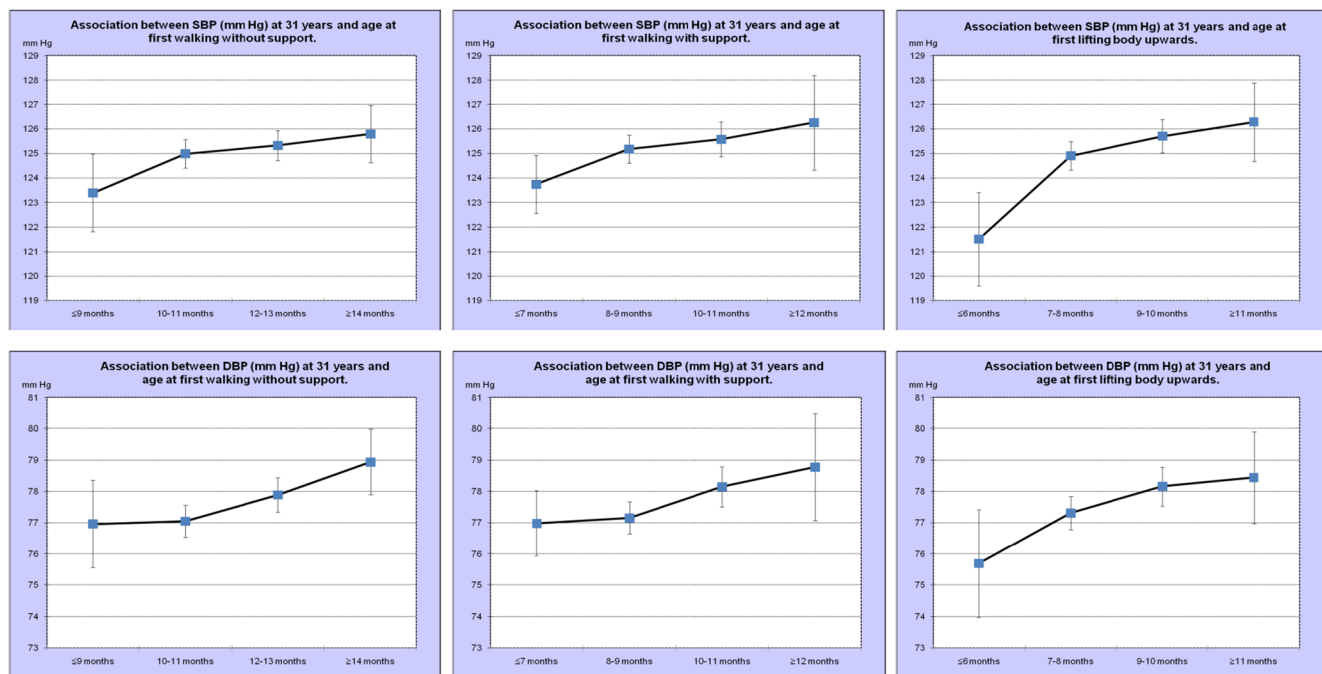 Association between SBP (mm Hg) at 31 years and age at
first walking without support.
mm Hg
129
128
127
126
125
124
123
122
121
120
119
≤9 months 10-11 months 12-13 months ≥14 months
Association between SBP (mm Hg) at 31 years and age at
first walking with support.
mm Hg
129
128
127
126
125
124
123
122
121
120
119
≤7 months 8-9 months 10-11 months ≥12 months
Association between SBP (mm Hg) at 31 years and age at
first lifting body upwards.
mm Hg
129
128
127
126
125
124
123
122
121
120
119
≤6 months 7-8 months 9-10 months ≥11 months
Association between DBP (mm Hg) at 31 years and
age at first walking without support.
mm Hg
81
80
79
78
77
76
75
74
73
≤9 months 10-11 months 12-13 months ≥14 months
Association between DBP (mm Hg) at 31 years and
age at first walking with support.
mm Hg
81
80
79
78
77
76
75
74
73
≤7 months 8-9 months 10-11 months ≥12 months
Association between DBP (mm Hg) at 31 years and
age at first lifting body upwards.
mm Hg
81
80
79
78
77
76
75
74
73
≤6 months 7-8 months 9-10 months ≥11 months